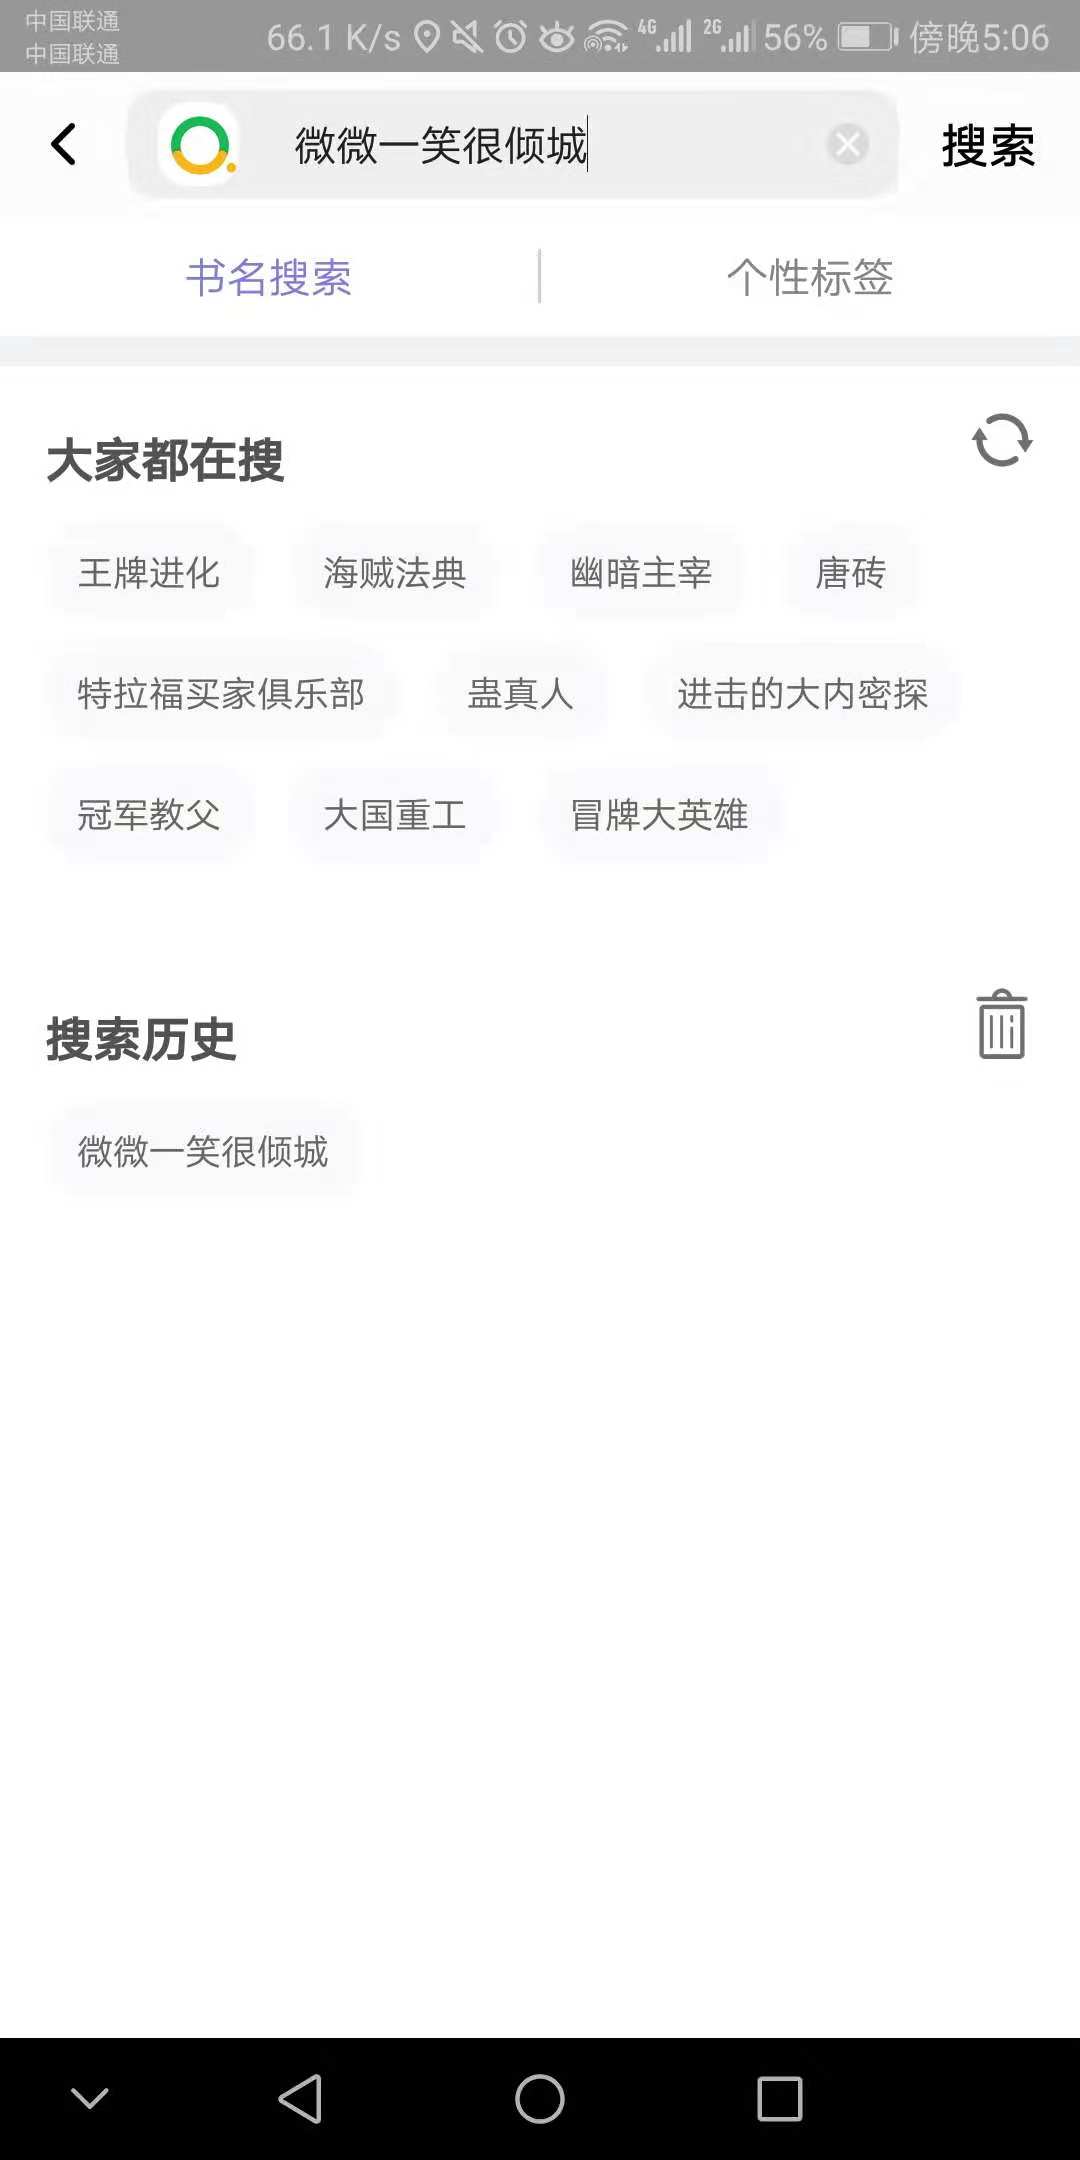 中国联通
中国联通
66.1 K/s 4G 2G 56% 傍晚5:06
微微一笑很倾城 搜索
书名搜索 个性标签
大家都在搜
王牌进化 海贼法典 幽暗主宰 唐砖
特拉福买家俱乐部 蛊真人 进击的大内密探
冠军教父 大国重工 冒牌大英雄
搜索历史
微微一笑很倾城